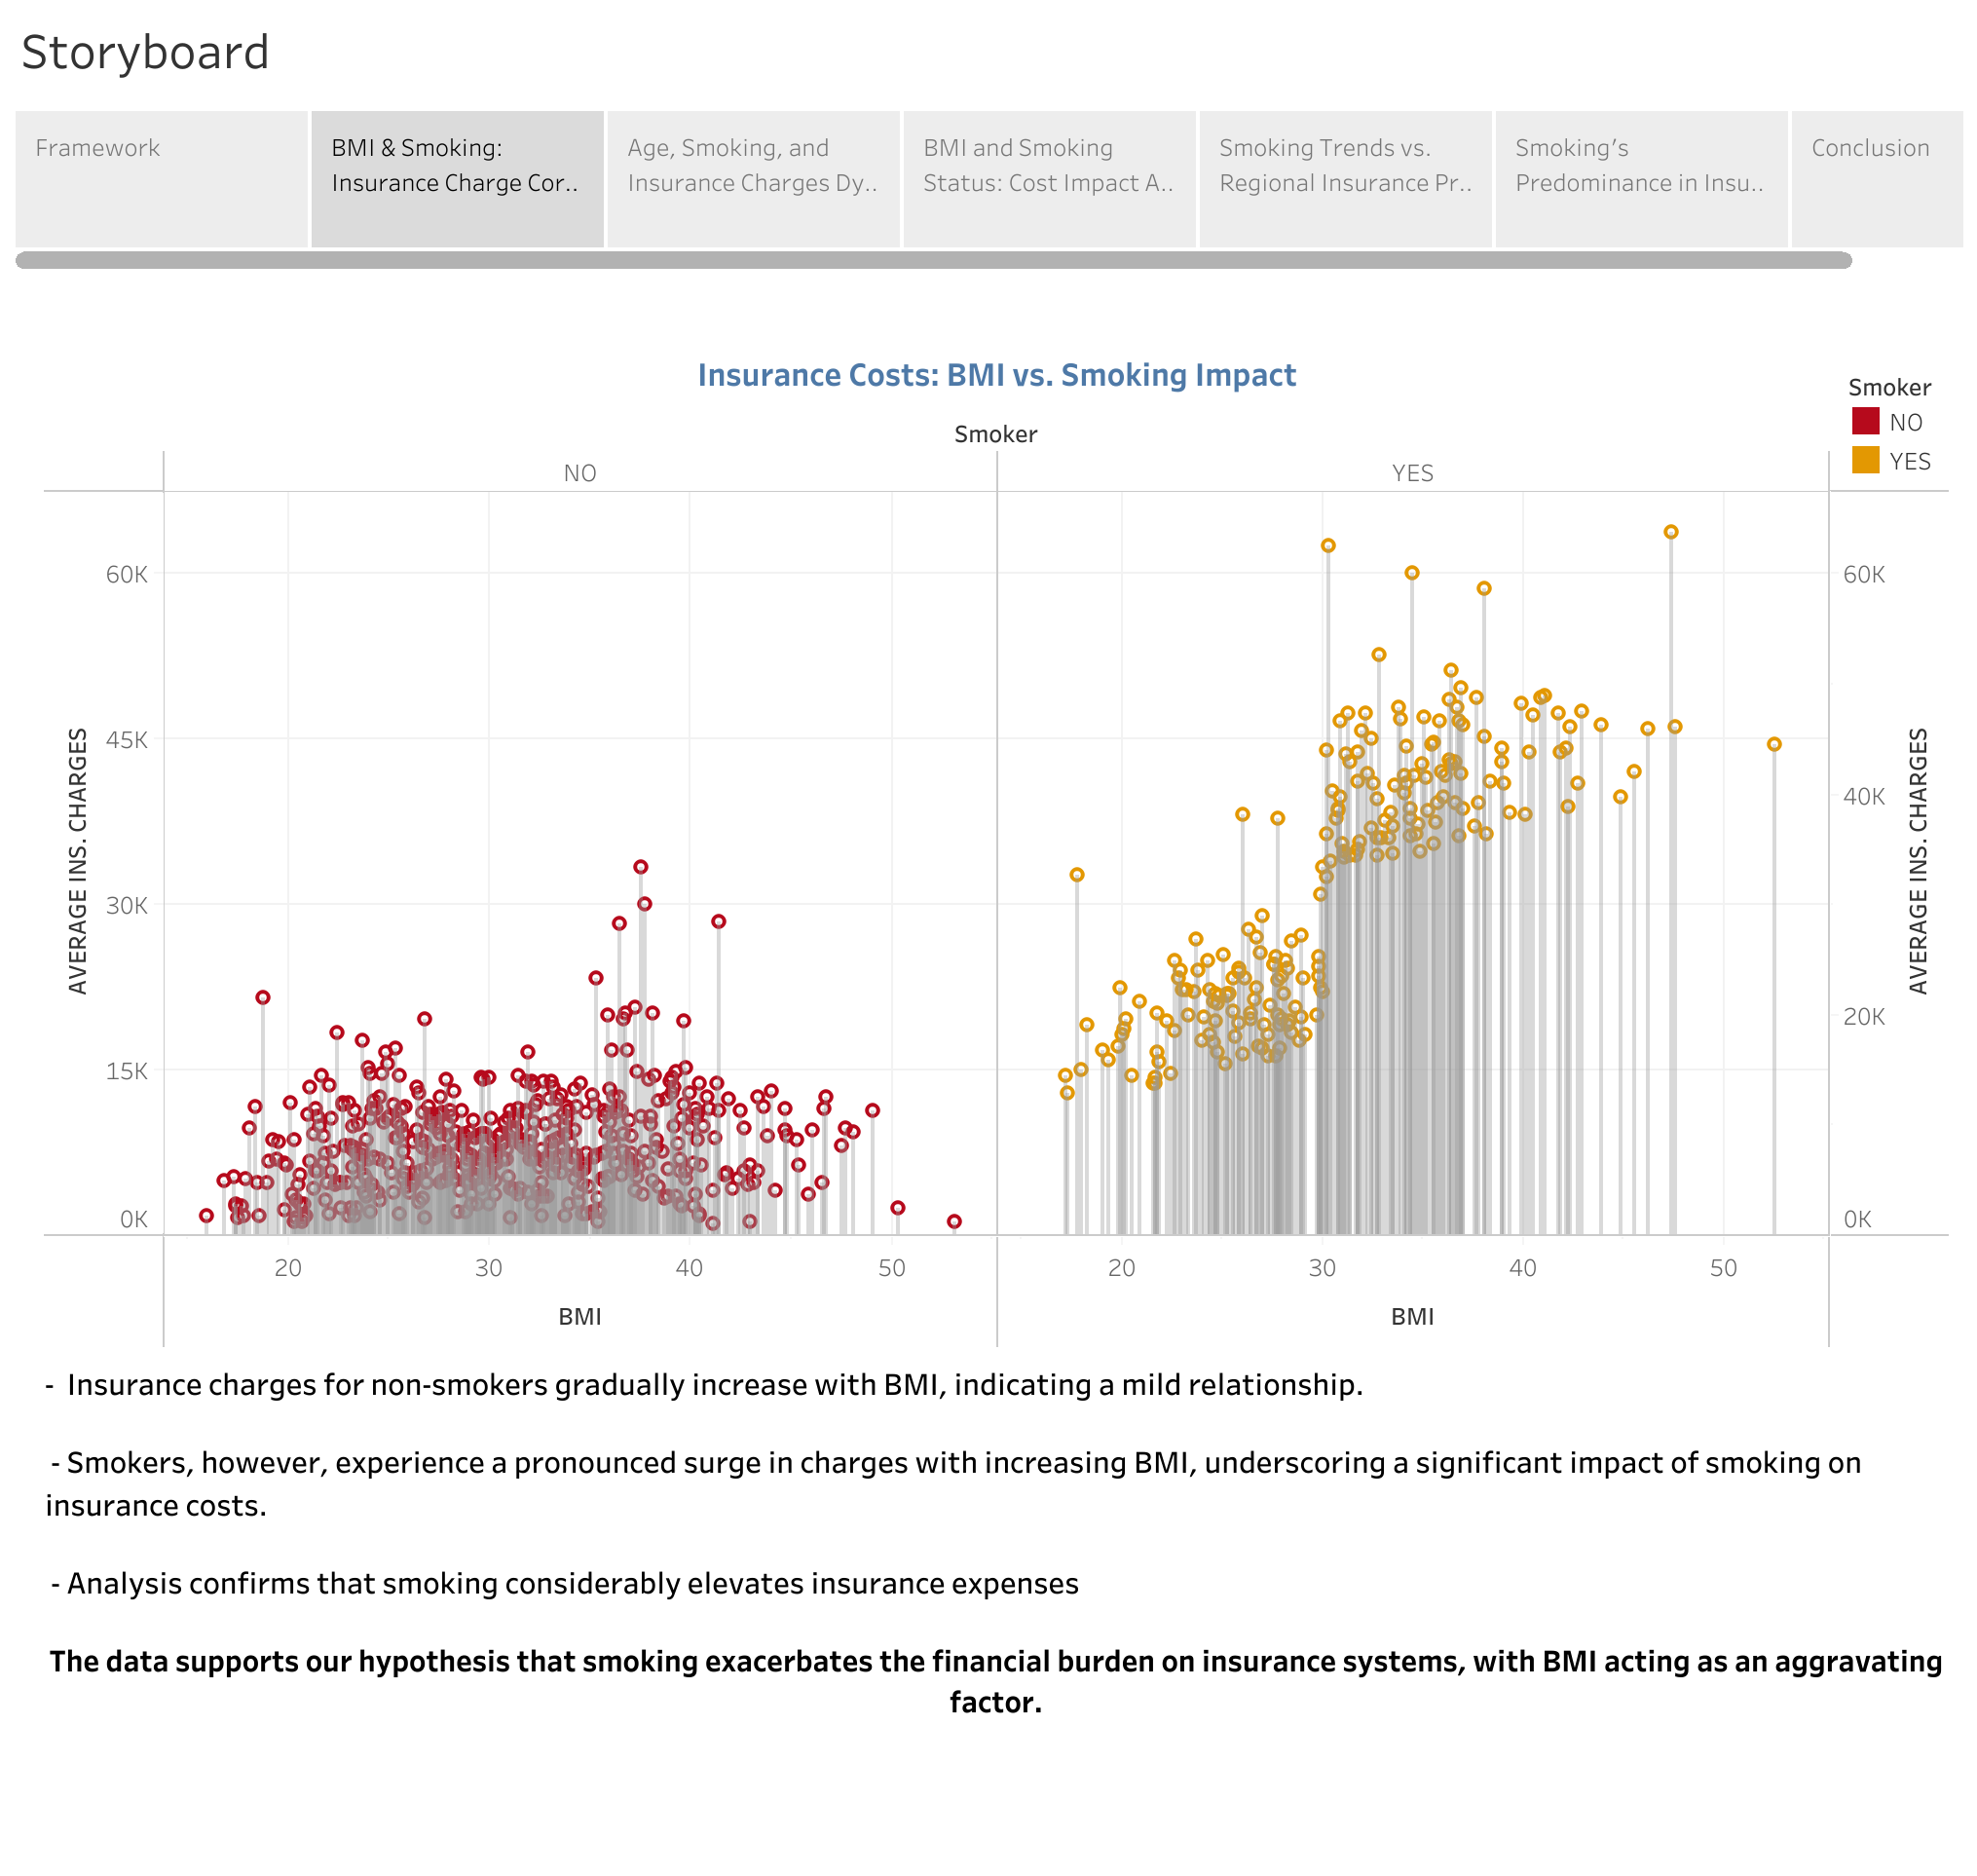 Storyboard
Framework
BMI & Smoking:
Insurance Charge Cor..
Age, Smoking, and
Insurance Charges Dy..
BMI and Smoking
Status: Cost Impact A..
Smoking Trends vs.
Regional Insurance Pr..
Smoking's
Predominance in Insu..
Conclusion
Insurance Costs: BMI vs. Smoking Impact
Smoker
NO
YES
Smoker
NO
YES
AVERAGE INS. CHARGES
60K
45K
30K
15K
0K
60K
40K
20K
0K
AVERAGE INS. CHARGES
20
30
40
50
20
30
40
50
BMI
BMI
- Insurance charges for non-smokers gradually increase with BMI, indicating a mild relationship.
- Smokers, however, experience a pronounced surge in charges with increasing BMI, underscoring a significant impact of smoking on
insurance costs.
- Analysis confirms that smoking considerably elevates insurance expenses
The data supports our hypothesis that smoking exacerbates the financial burden on insurance systems, with BMI acting as an aggravating
factor.